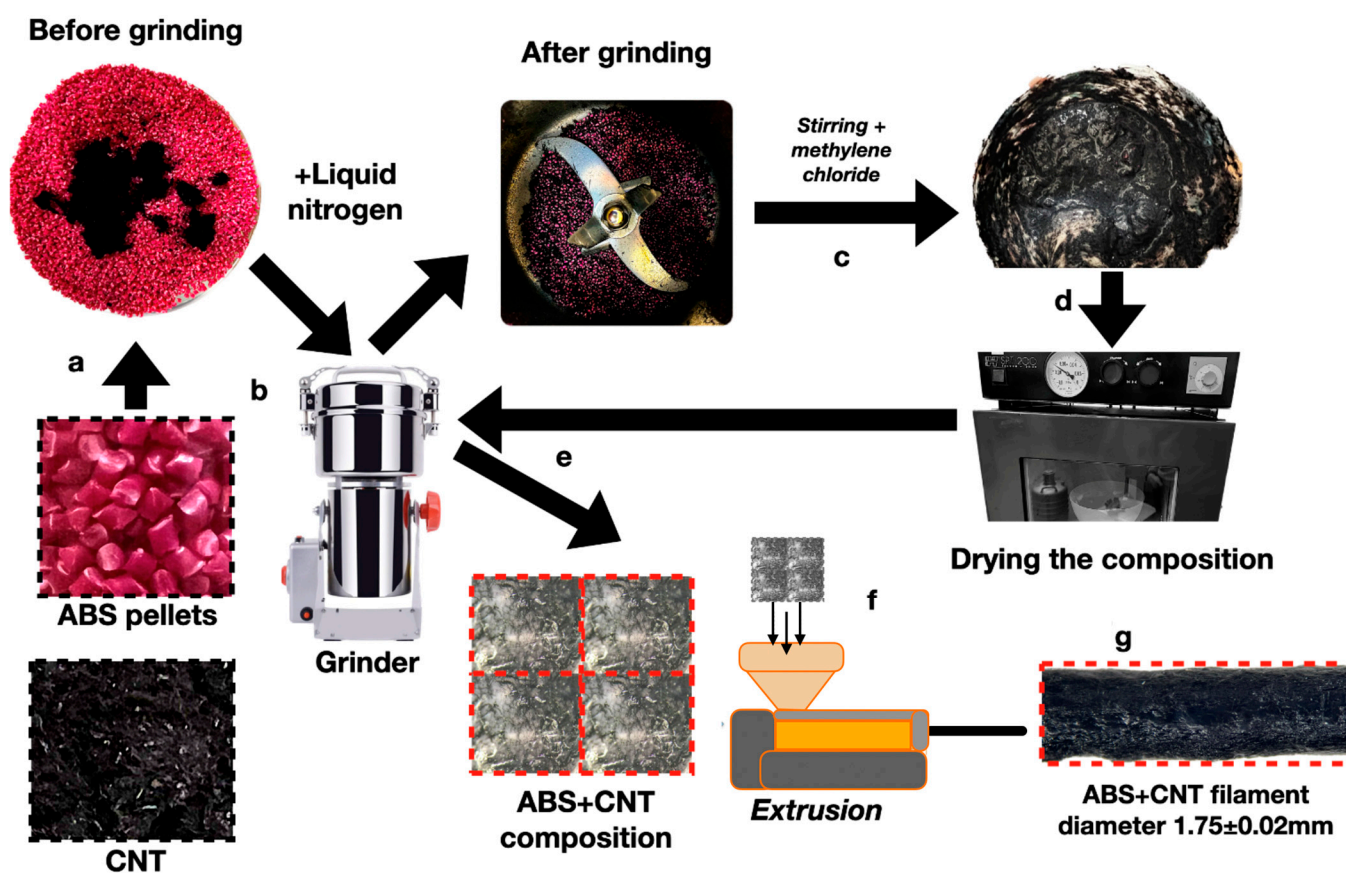 Before grinding
After grinding
+Liquid
nitrogen
Stirring +
methylene
chloride
c
d
a
b
e
ABS pellets
Grinder
Drying the composition
f
g
CNT
ABS+CNT
composition
Extrusion
ABS+CNT filament
diameter 1.75±0.02mm